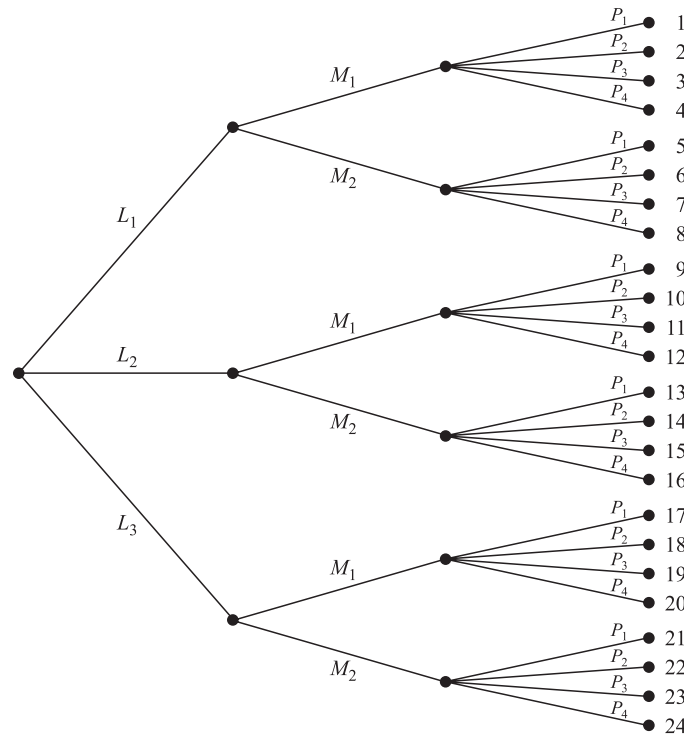 P₁ 1
P₂ 2
M₁ P₃ 3
P₄ 4
P₁ 5
M₂ P₂ 6
P₃ 7
L₁ P₄ 8
P₁ 9
P₂ 10
M₁ P₃ 11
L₂ P₄ 12
P₁ 13
M₂ P₂ 14
P₃ 15
P₄ 16
L₃ P₁ 17
P₂ 18
M₁ P₃ 19
P₄ 20
P₁ 21
M₂ P₂ 22
P₃ 23
P₄ 24